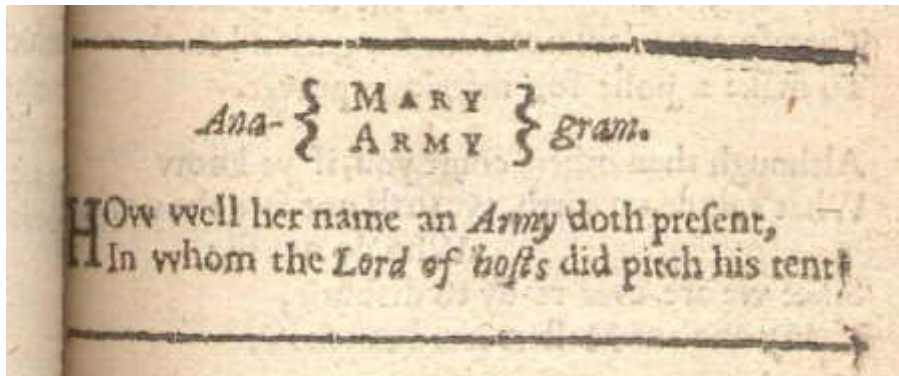 Ana- { MARY ARMY } gram.
HOw well her name an Army doth preſent,
In whom the Lord of hoſts did pitch his tent!